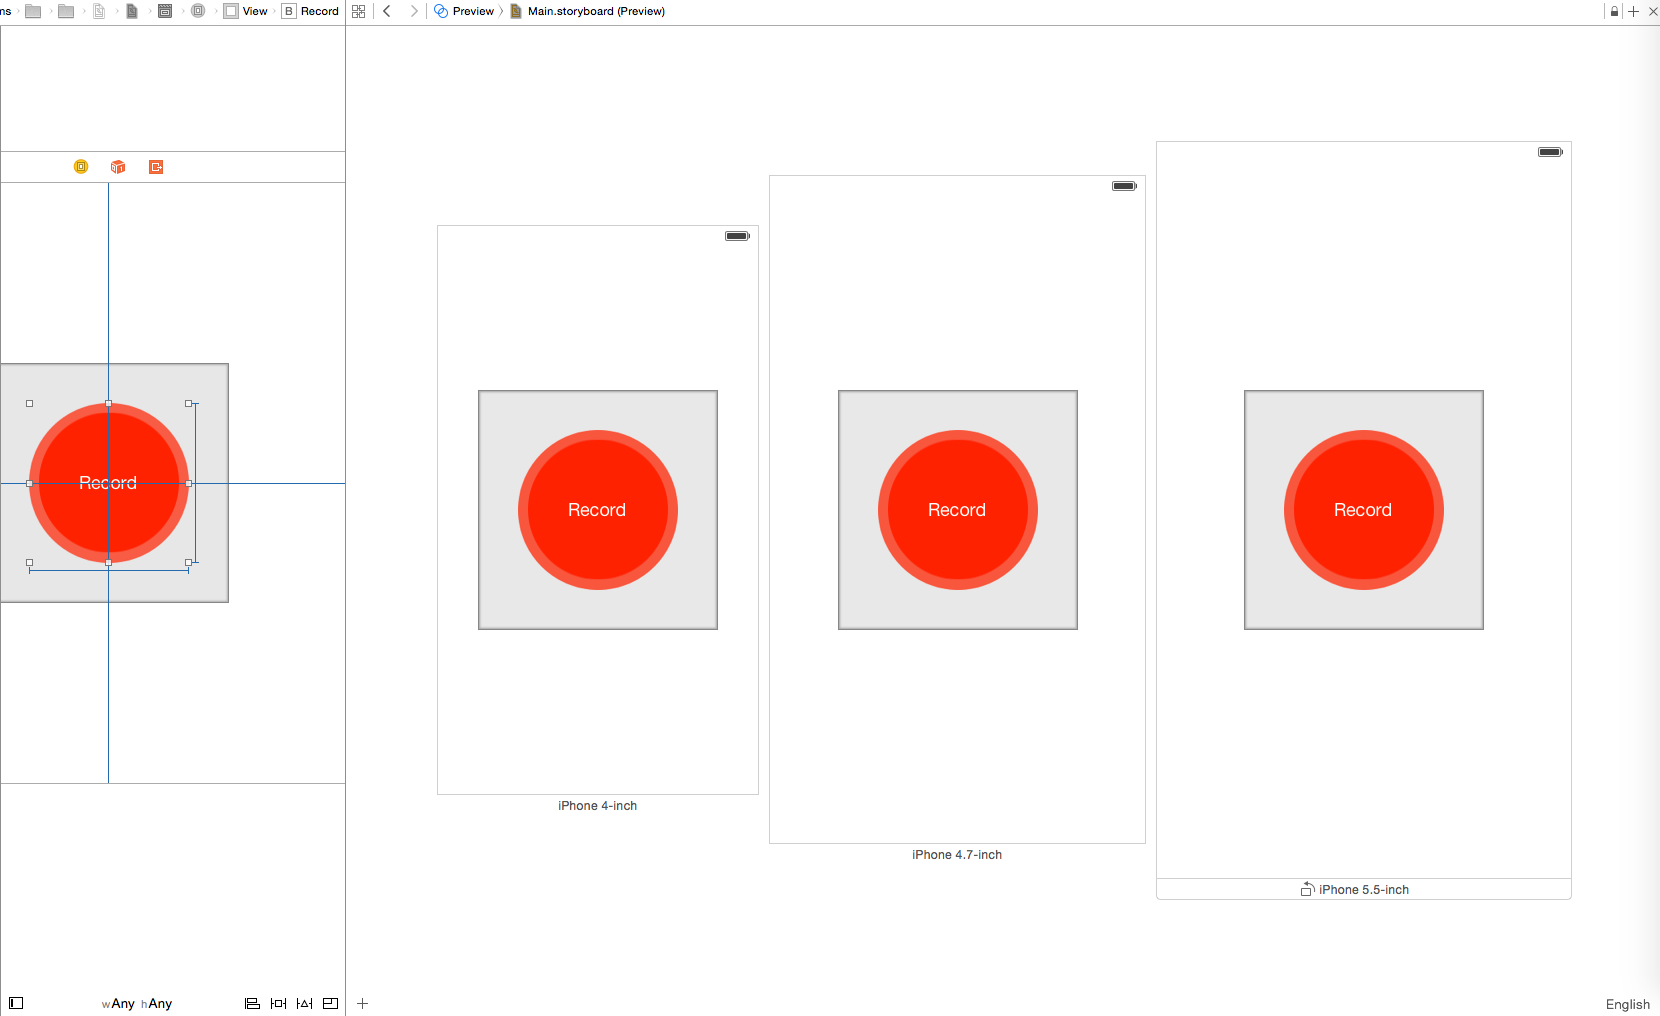 ms View B Record Preview Main.storyboard (Preview)
Record
Record
Record
Record
iPhone 4-inch
iPhone 4.7-inch
iPhone 5.5-inch
wAny hAny
English